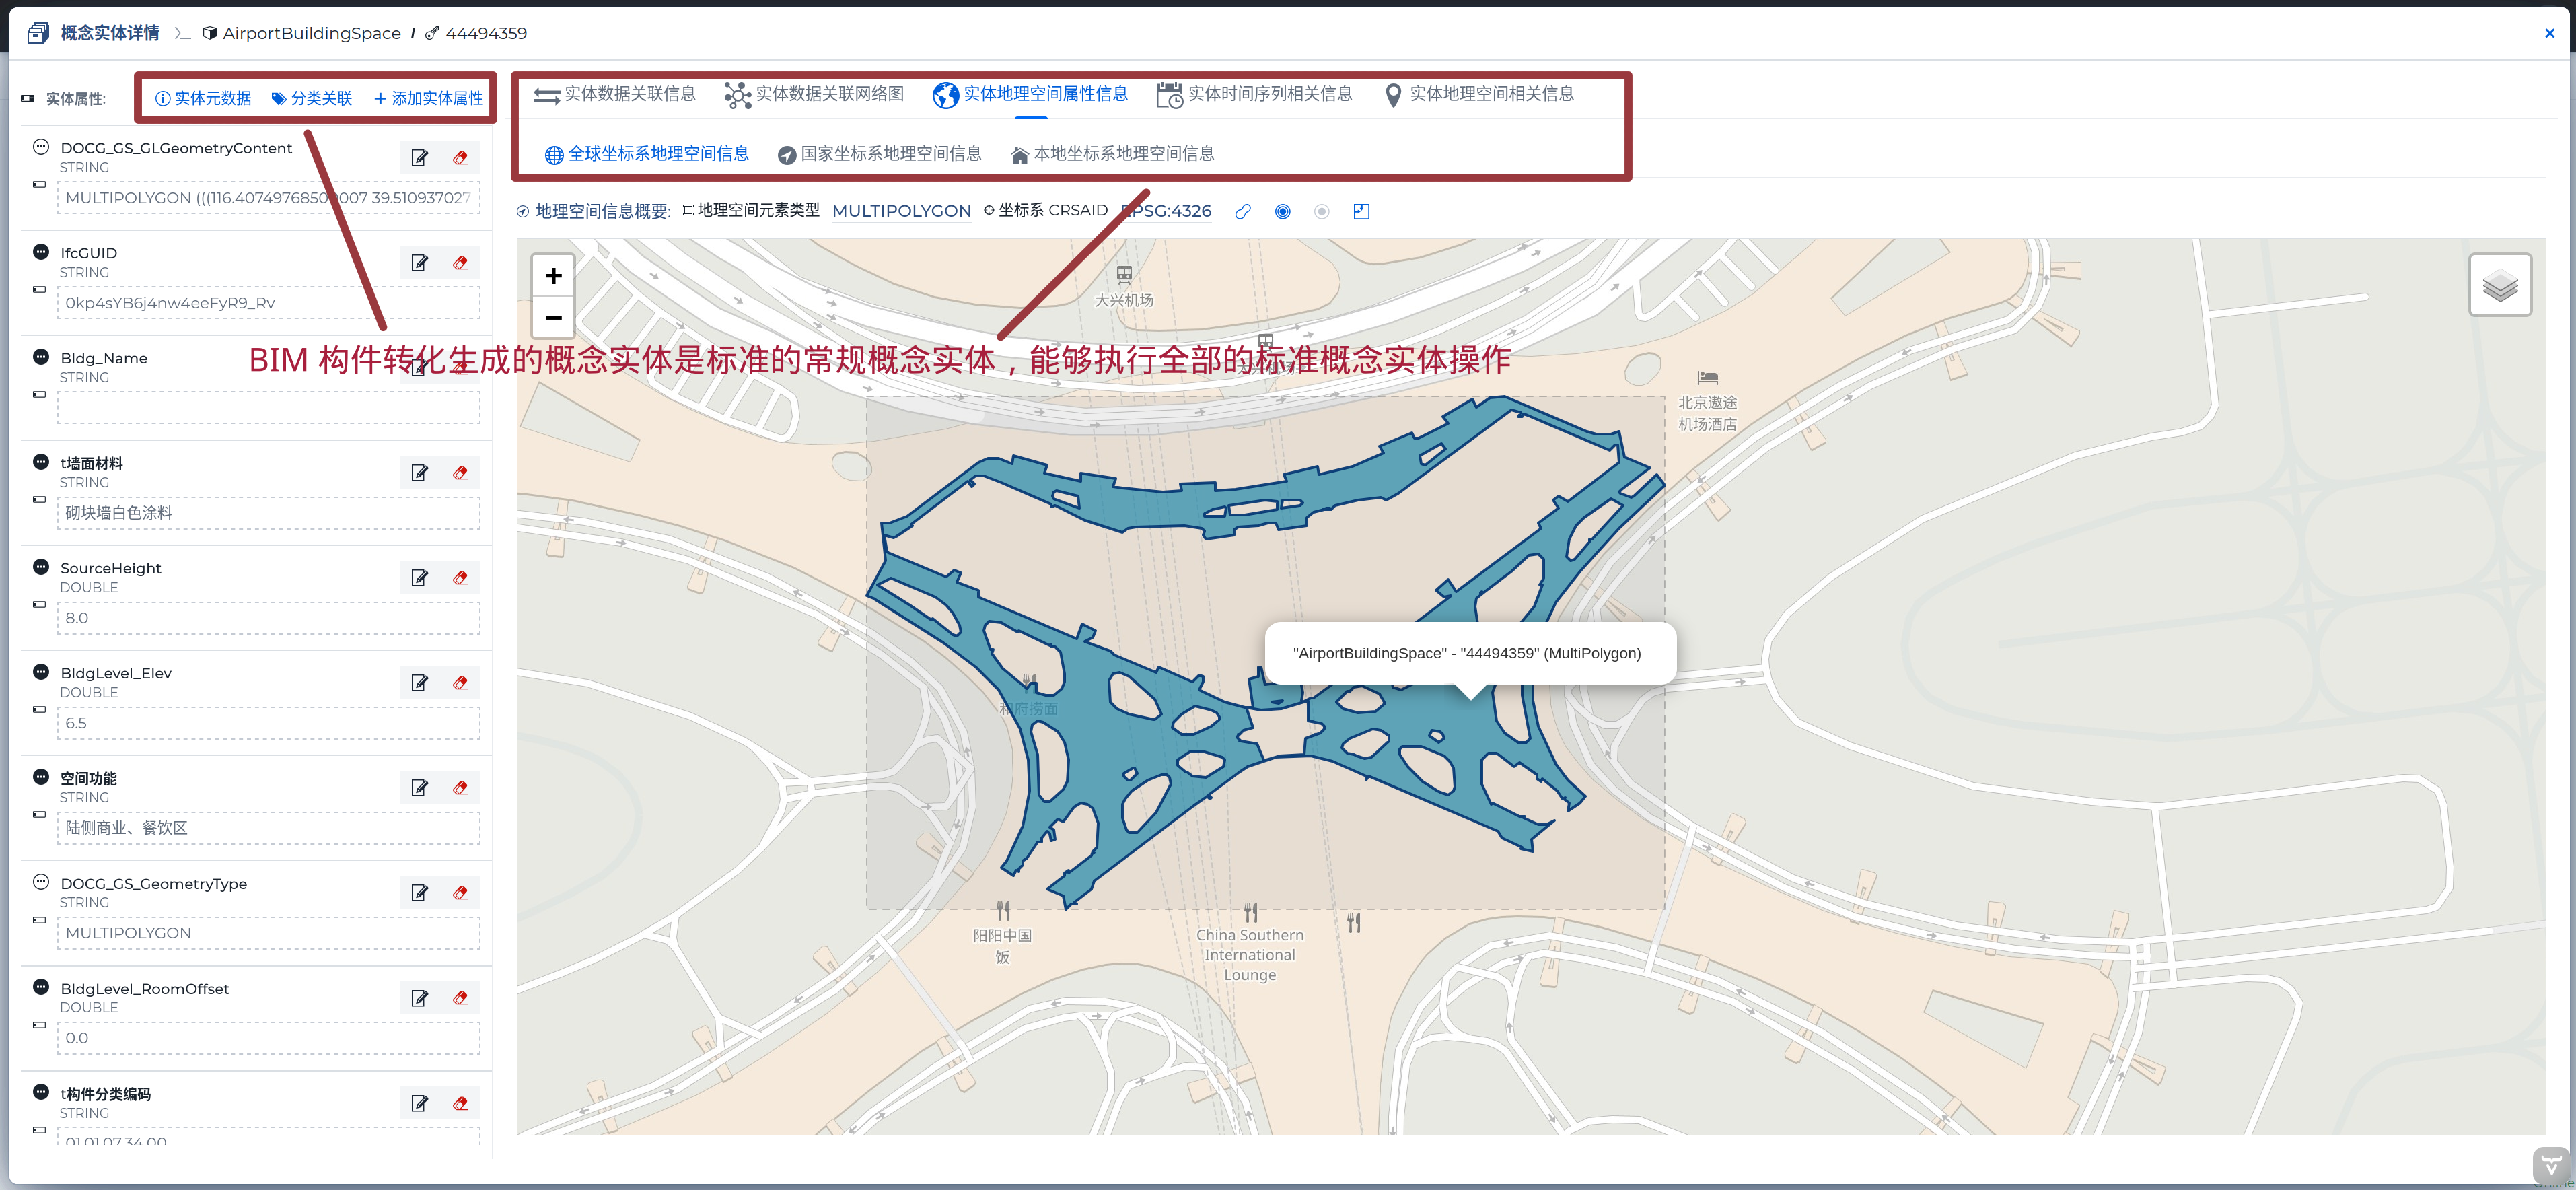 概念实体详情 AirportBuildingSpace / 44494359
实体属性: 实体元数据 分类关联 + 添加实体属性
实体数据关联信息 实体数据关联网络图 实体地理空间属性信息 实体时间序列相关信息 实体地理空间相关信息
全球坐标系地理空间信息 国家坐标系地理空间信息 本地坐标系地理空间信息
地理空间信息概要: 地理空间元素类型 MULTIPOLYGON 坐标系 CRSAID EPSG:4326
DOCG_GS_GLGeometryContent
STRING
MULTIPOLYGON (((116.4074976850 007 39.510937027
IfcGUID
STRING
0kp4sYB6j4nw4eeFyR9_Rv
Bldg_Name
STRING
t墙面材料
STRING
砌块墙白色涂料
SourceHeight
DOUBLE
8.0
BldgLevel_Elev
DOUBLE
6.5
空间功能
STRING
陆侧商业、餐饮区
DOCG_GS_GeometryType
STRING
MULTIPOLYGON
BldgLevel_RoomOffset
DOUBLE
0.0
t构件分类编码
STRING
01.01.07.34.00
BIM 构件转化生成的概念实体是标准的常规概念实体，能够执行全部的标准概念实体操作
+
−
大兴机场
北京遨途
机场酒店
"AirportBuildingSpace" - "44494359" (MultiPolygon)
和府捞面
阳阳中国
饭
China Southern
International
Lounge